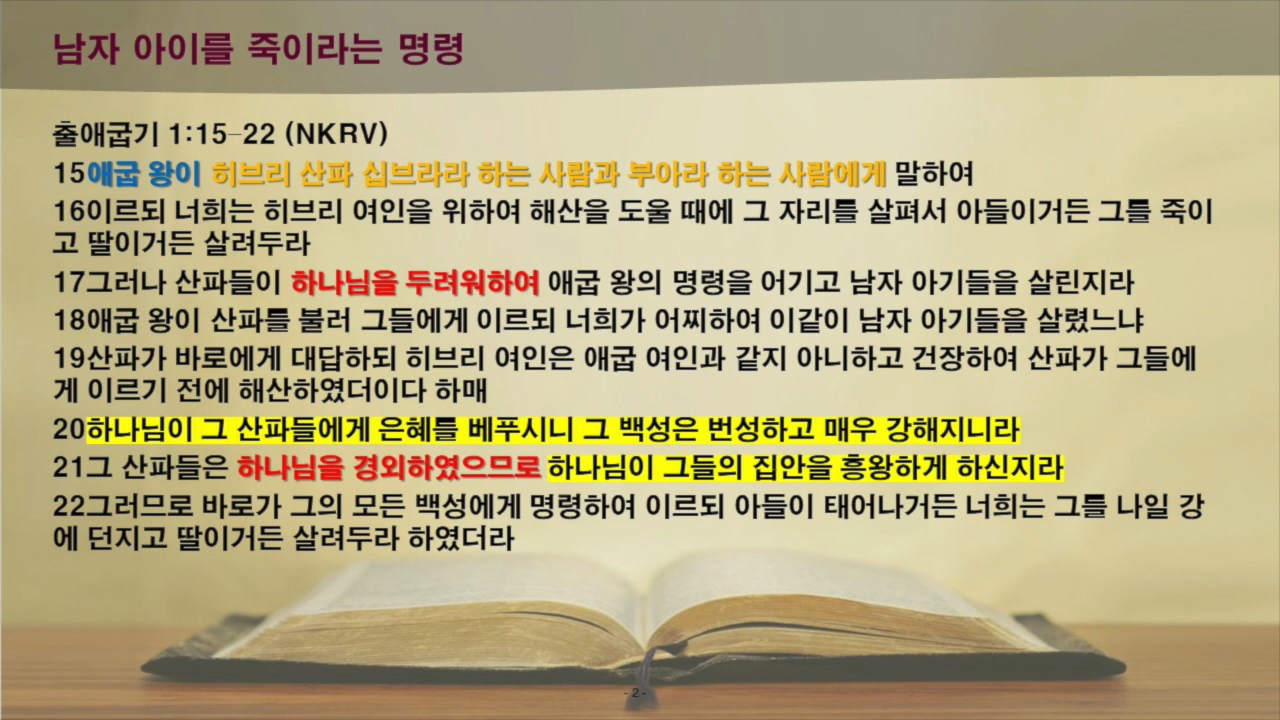 남자 아이를 죽이라는 명령
출애굽기 1:15-22 (NKRV)
15애굽 왕이 히브리 산파 십브라라 하는 사람과 부아라 하는 사람에게 말하여
16이르되 너희는 히브리 여인을 위하여 해산을 도울 때에 그 자리를 살펴서 아들이거든 그를 죽이
고 딸이거든 살려두라
17그러나 산파들이 하나님을 두려워하여 애굽 왕의 명령을 어기고 남자 아기들을 살린지라
18애굽 왕이 산파를 불러 그들에게 이르되 너희가 어찌하여 이같이 남자 아기들을 살렸느냐
19산파가 바로에게 대답하되 히브리 여인은 애굽 여인과 같지 아니하고 건장하여 산파가 그들에
게 이르기 전에 해산하였더이다 하매
20하나님이 그 산파들에게 은혜를 베푸시니 그 백성은 번성하고 매우 강해지니라
21그 산파들은 하나님을 경외하였으므로 하나님이 그들의 집안을 흥왕하게 하신지라
22그러므로 바로가 그의 모든 백성에게 명령하여 이르되 아들이 태어나거든 너희는 그를 나일 강
에 던지고 딸이거든 살려두라 하였더라
- 2 -